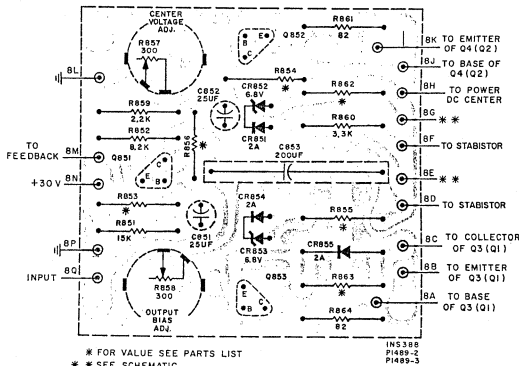 CENTER
VOLTAGE
ADJ.
R857
300
B
E
C
Q852
R861
82
8K TO EMITTER
OF Q4 (Q2)
8J TO BASE OF
Q4 (Q2)
8L
C852
25UF
CR852
6.8V
R854
*
R862
*
8H TO POWER
DC CENTER
R859
2.2K
8G * *
R852
8.2K
R856
*
CR851
2A
R860
3.3K
8F TO STABISTOR
TO
FEEDBACK 8M
Q851
C853
200UF
8E * *
+30V 8N
E
C
B
R853
*
CR854
2A
R855
*
8D TO STABISTOR
R851
15K
C851
25UF
CR853
6.8V
CR855
2A
8C TO COLLECTOR
OF Q3 (Q1)
8P
INPUT 8Q
R858
300
Q853
R863
*
8B TO EMITTER
OF Q3 (Q1)
E
C
B
8A TO BASE
OF Q3 (Q1)
OUTPUT
BIAS
ADJ.
R864
82
INS388
P1489-2
P1489-3
* FOR VALUE SEE PARTS LIST
* * SEE SCHEMATIC